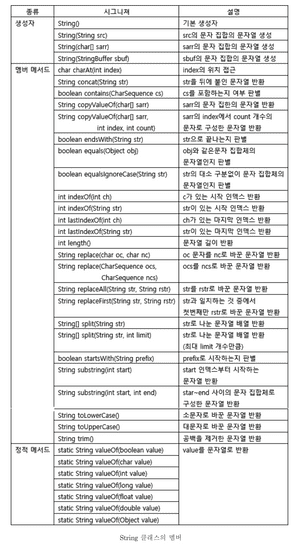 종류 시그니쳐 설명
생성자 String() 기본 생성자
String(String src) src의 문자 집합의 문자열 생성
String(char[] sarr) sarr의 문자 집합의 문자열 생성
String(StringBuffer sbuf) sbuf의 문자 집합의 문자열 생성
멤버 메서드 char charAt(int index) index의 위치 접근
String concat(String str) str를 뒤에 붙인 문자열 반환
boolean contains(CharSequence cs) cs를 포함하는지 여부 판별
String copyValueOf(char[] sarr) sarr의 문자 집한의 문자열 반환
String copyValueOf(char[] sarr, sarr의 index에서 count 개수의
int index, int count) 문자로 구성한 문자열 반환
boolean endsWith(String str) str으로 끝나는지 판별
boolean equals(Object obj) obj와 같은문자 집합체의
문자열인지 판별
boolean equalsIgnoreCase(String str) str의 대소 구분없이 문자 집합체의
문자열인지 판별
int indexOf(int ch) c가 있는 시작 인맥스 반환
int indexOf(String str) str이 있는 시작 인맥스 반환
int lastIndexOf(int ch) ch가 있는 마지막 인맥스 반환
int lastIndexOf(String str) str이 있는 마지막 인맥스 반환
int length() 문자열 길이 반환
String replace(char oc, char nc) oc 문자를 nc로 바꾼 문자열 반환
String replace(CharSequence ocs, ocs를 ncs로 바꾼 문자열 반환
CharSequence ncs)
String replaceAll(String str, String rstr) str를 rstr로 바꾼 문자열 반환
String replaceFirst(String str, String rstr) str과 일치하는 것 중에서
첫번째만 rstr로 바꾼 문자열 반환
String[] split(String str) str로 나눈 문자열 배열 반환
String[] split(String str, int limit) str로 나눈 문자열 배열 반환
(최대 limit 개수만큼)
boolean startsWith(String prefix) prefix로 시작하는지 판별
String substring(int start) start 인맥스부터 시작하는
문자열 반환
String substring(int start, int end) star~end 사이의 문자 집합체로
구성한 문자열 반환
String toLowerCase() 소문자로 바꾼 문자열 반환
String toUpperCase() 대문자로 바꾼 문자열 반환
String trim() 공백을 제거한 문자열 반환
정적 메서드 static String valueOf(boolean value) value를 문자열로 반환
static String valueOf(char value)
static String valueOf(int value)
static String valueOf(long value)
static String valueOf(float value)
static String valueOf(double value)
static String valueOf(Object value)
String 클래스의 멤버